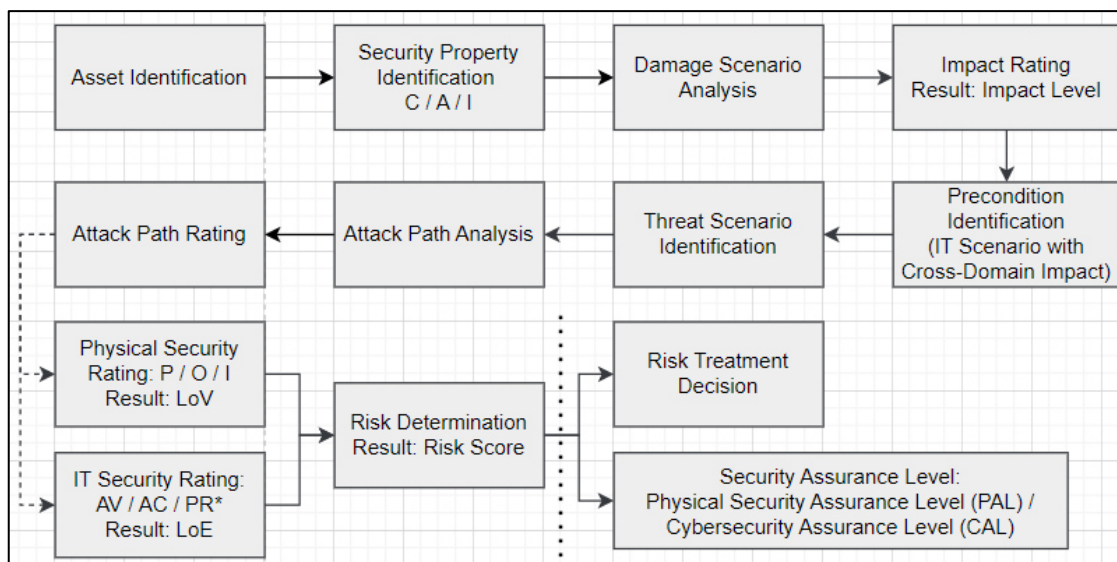 Asset Identification
Security Property
Identification
C / A / I
Damage Scenario
Analysis
Impact Rating
Result: Impact Level
Attack Path Rating
Attack Path Analysis
Threat Scenario
Identification
Precondition
Identification
(IT Scenario with
Cross-Domain Impact)
Physical Security
Rating: P / O / I
Result: LoV
IT Security Rating:
AV / AC / PR*
Result: LoE
Risk Determination
Result: Risk Score
Risk Treatment
Decision
Security Assurance Level:
Physical Security Assurance Level (PAL) /
Cybersecurity Assurance Level (CAL)